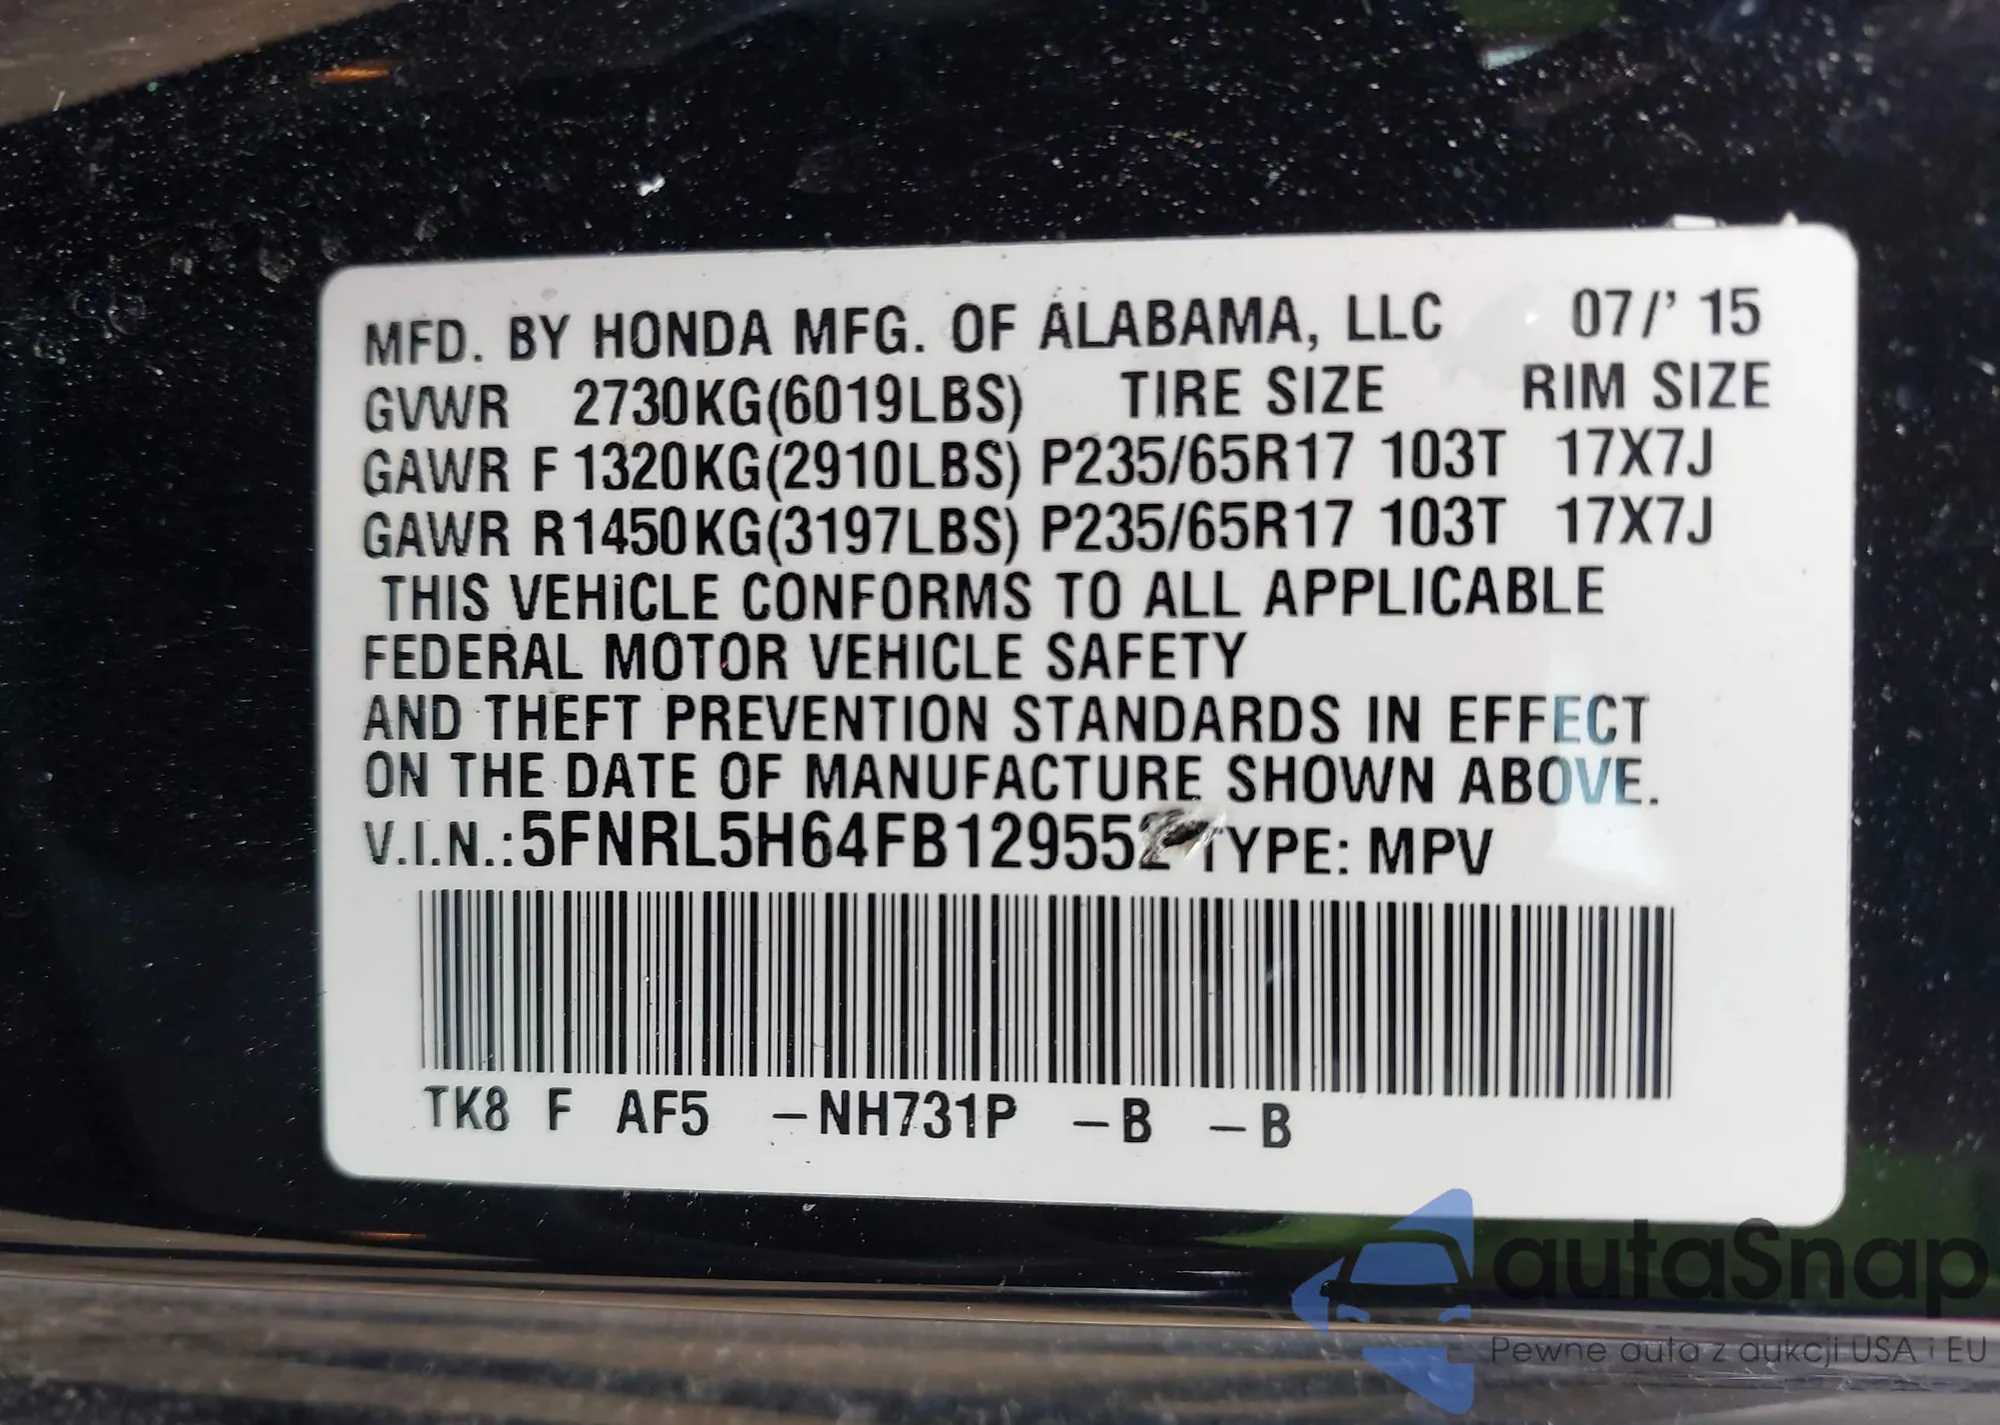 MFD. BY HONDA MFG. OF ALABAMA, LLC 07/' 15
GVWR 2730KG(6019LBS) TIRE SIZE RIM SIZE
GAWR F 1320KG(2910LBS) P235/65R17 103T 17X7J
GAWR R1450KG(3197LBS) P235/65R17 103T 17X7J
THIS VEHICLE CONFORMS TO ALL APPLICABLE
FEDERAL MOTOR VEHICLE SAFETY
AND THEFT PREVENTION STANDARDS IN EFFECT
ON THE DATE OF MANUFACTURE SHOWN ABOVE.
V.I.N.:5FNRL5H64FB129552 TYPE: MPV
TK8 F AF5 -NH731P -B -B
autaSnap
Pewne auta z aukcji USA i EU